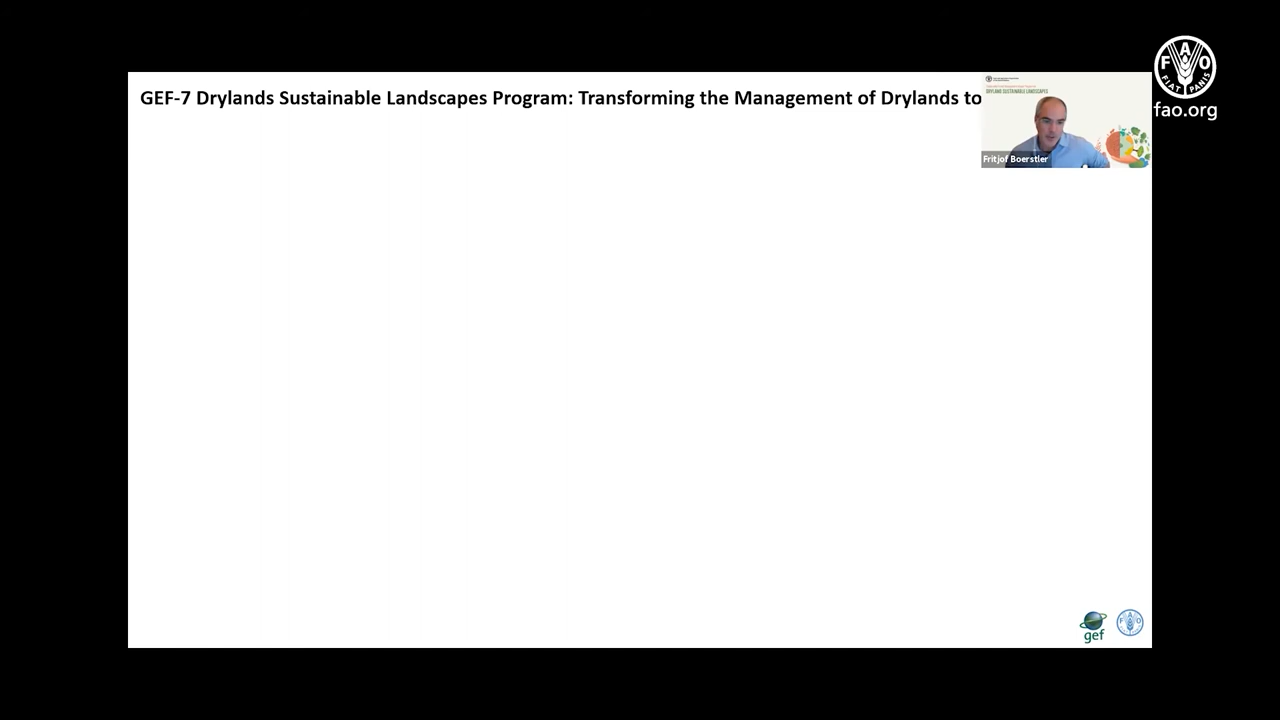 GEF-7 Drylands Sustainable Landscapes Program: Transforming the Management of Drylands to
DRYLAND SUSTAINABLE LANDSCAPES
Fritjof Boerstler
F A O
FIAT PANIS
fao.org
gef
F A O